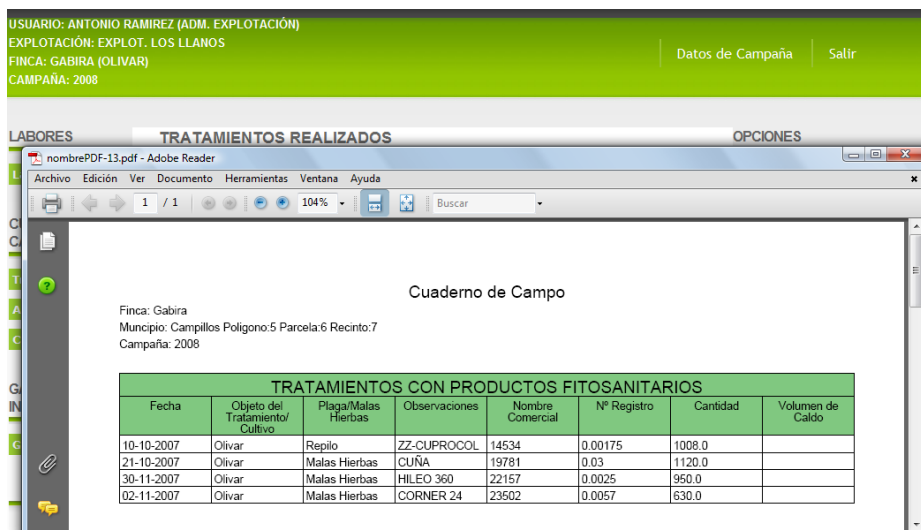 USUARIO: ANTONIO RAMIREZ (ADM. EXPLOTACIÓN)
EXPLOTACIÓN: EXPLOT. LOS LLANOS
FINCA: GABIRA (OLIVAR)
CAMPAÑA: 2008
Datos de Campaña Salir
LABORES TRATAMIENTOS REALIZADOS OPCIONES
nombrePDF-13.pdf - Adobe Reader
Archivo Edición Ver Documento Herramientas Ventana Ayuda
1 / 1 104% Buscar
Cuaderno de Campo
Finca: Gabira
Muncipio: Campillos Poligono:5 Parcela:6 Recinto:7
Campaña: 2008
TRATAMIENTOS CON PRODUCTOS FITOSANITARIOS
Fecha Objeto del Tratamiento/ Cultivo Plaga/Malas Hierbas Observaciones Nombre Comercial Nº Registro Cantidad Volumen de Caldo
10-10-2007 Olivar Repilo ZZ-CUPROCOL 14534 0.00175 1008.0
21-10-2007 Olivar Malas Hierbas CUÑA 19781 0.03 1120.0
30-11-2007 Olivar Malas Hierbas HILEO 360 22157 0.0025 950.0
02-11-2007 Olivar Malas Hierbas CORNER 24 23502 0.0057 630.0